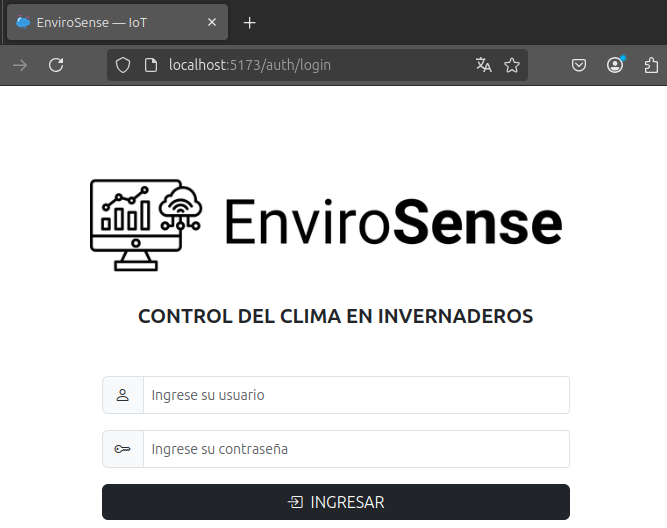 EnviroSense — IoT
localhost:5173/auth/login
EnviroSense
CONTROL DEL CLIMA EN INVERNADEROS
Ingrese su usuario
Ingrese su contraseña
INGRESAR